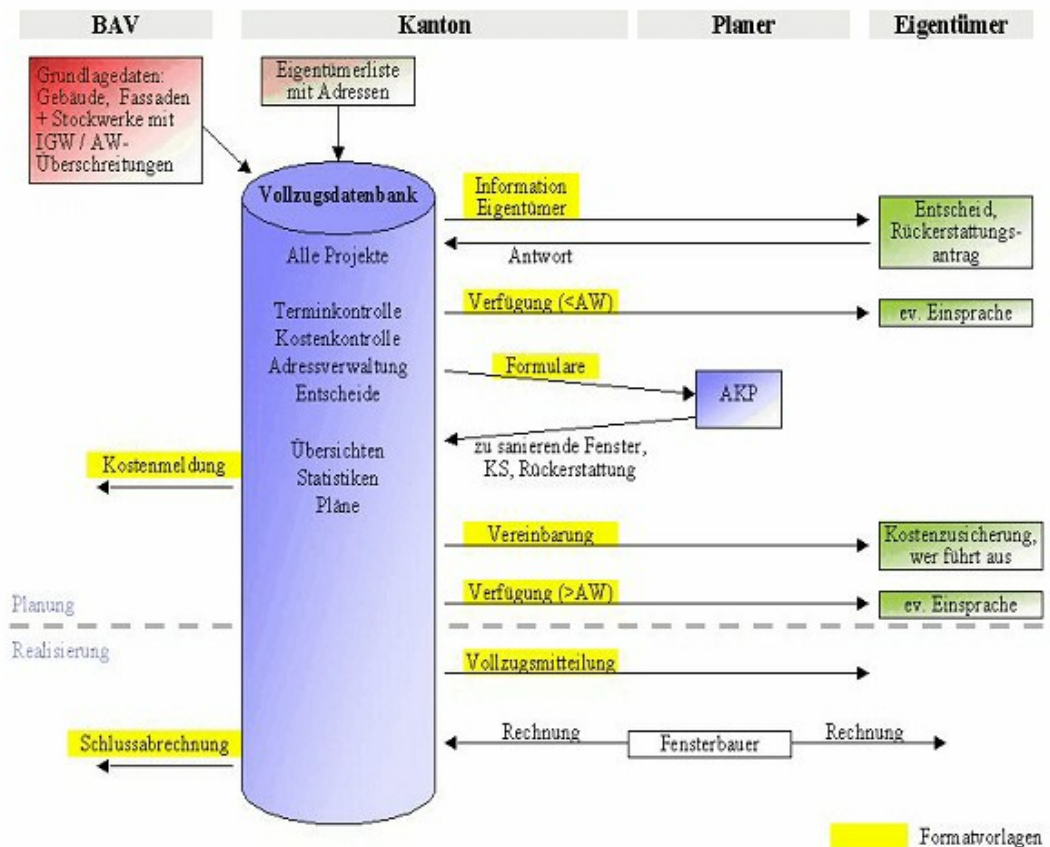 BAV
Kanton
Planer
Eigentümer
Grundlagedaten:
Gebäude, Fassaden
+ Stockwerke mit
IGW / AW-
Überschreitungen
Eigentümerliste
mit Adressen
Vollzugsdatenbank
Alle Projekte
Terminkontrolle
Kostenkontrolle
Adressverwaltung
Entscheide
Übersichten
Statistiken
Pläne
Information
Eigentümer
Antwort
Entscheid,
Rückerstattungs-
antrag
Verfügung (<AW)
ev. Einsprache
Formulare
AKP
zu sanierende Fenster,
KS, Rückerstattung
Kostenmeldung
Vereinbarung
Kostenzusicherung,
wer führt aus
Verfügung (>AW)
ev. Einsprache
Planung
Realisierung
Vollzugsmitteilung
Schlussabrechnung
Rechnung
Fensterbauer
Rechnung
Formatvorlagen